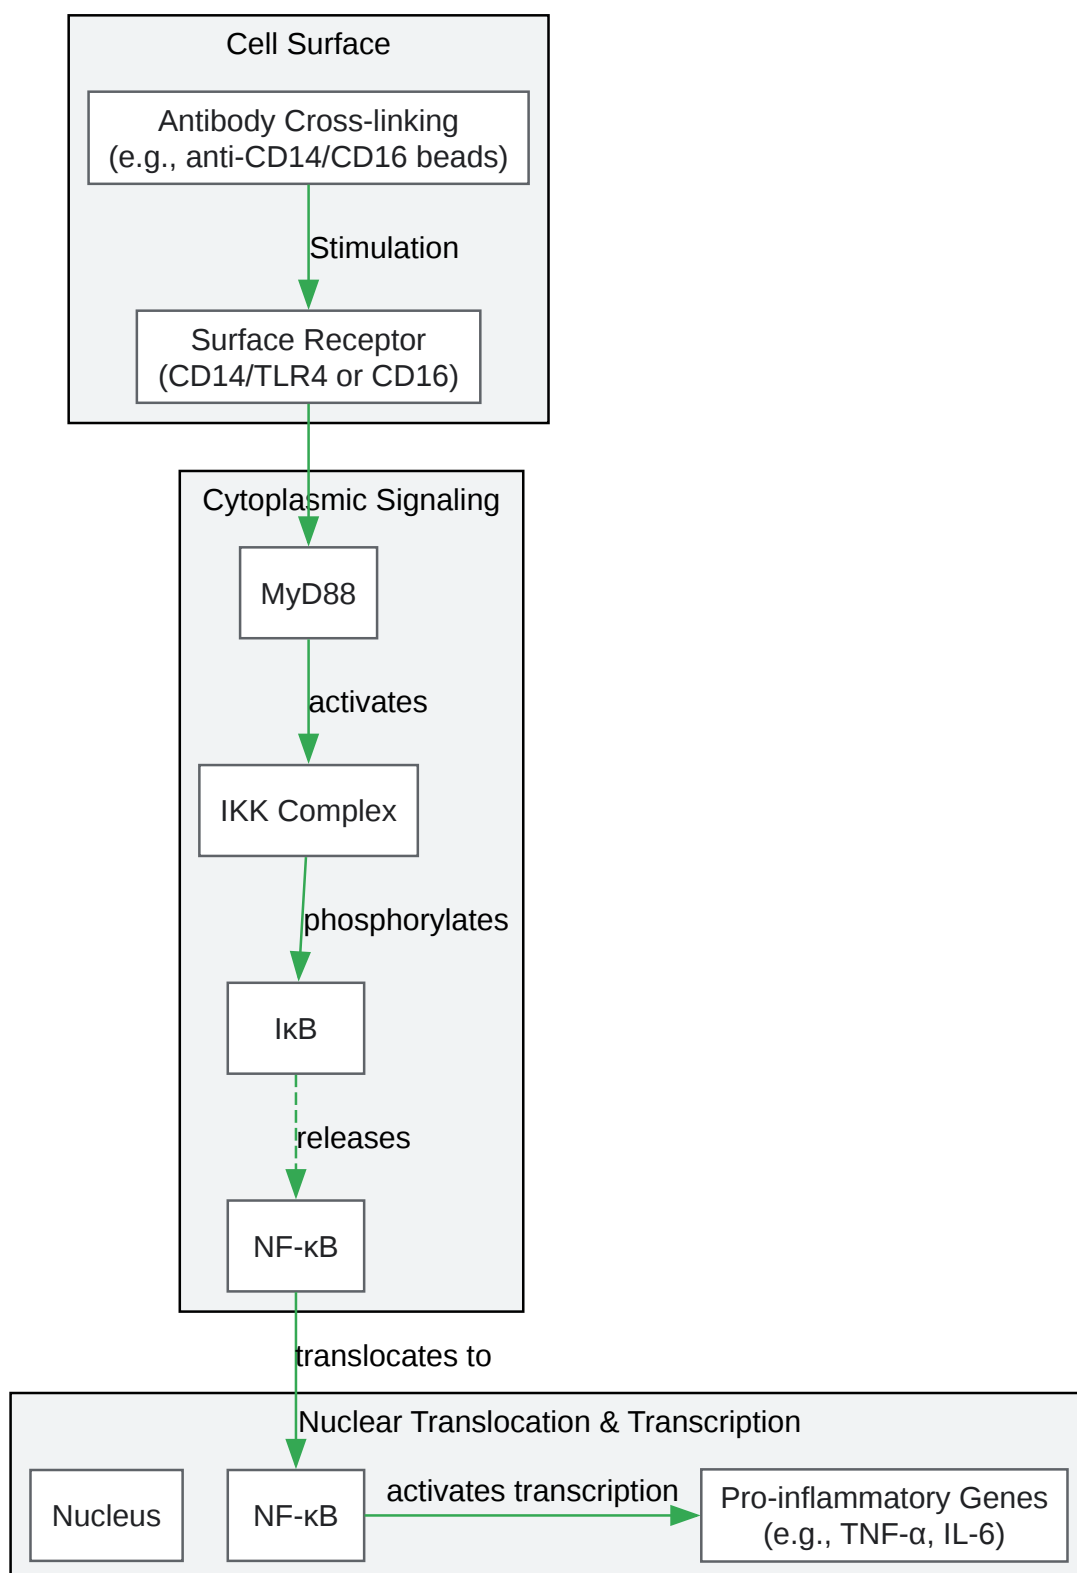 Cell Surface
Antibody Cross-linking
(e.g., anti-CD14/CD16 beads)
Stimulation
Surface Receptor
(CD14/TLR4 or CD16)
Cytoplasmic Signaling
MyD88
activates
IKK Complex
phosphorylates
IκB
releases
NF-κB
translocates to
Nuclear Translocation & Transcription
Nucleus
NF-κB
activates transcription
Pro-inflammatory Genes
(e.g., TNF-α, IL-6)